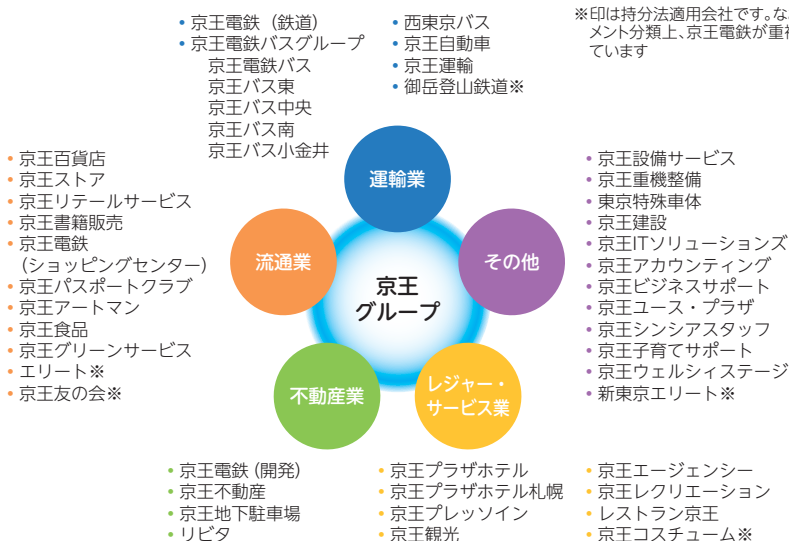 ・京王電鉄（鉄道）
・京王電鉄バスグループ
京王電鉄バス
京王バス東
京王バス中央
京王バス南
京王バス小金井
・西東京バス
・京王自動車
・京王運輸
・御岳登山鉄道※
※印は持分法適用会社です。な
メント分類上、京王電鉄が重
ています
運輸業
・京王百貨店
・京王ストア
・京王リテールサービス
・京王書籍販売
・京王電鉄
（ショッピングセンター）
・京王パスポートクラブ
・京王アートマン
・京王食品
・京王グリーンサービス
・エリート※
・京王友の会※
流通業
京王
グループ
その他
・京王設備サービス
・京王重機整備
・東京特殊車体
・京王建設
・京王ITソリューションズ
・京王アカウンティング
・京王ビジネスサポート
・京王ユース・プラザ
・京王シンシアスタッフ
・京王子育てサポート
・京王ウェルシィステージ
・新東京エリート※
不動産業
レジャー・
サービス業
・京王電鉄（開発）
・京王不動産
・京王地下駐車場
・リビタ
・京王プラザホテル
・京王プラザホテル札幌
・京王プレッソイン
・京王観光
・京王エージェンシー
・京王レクリエーション
・レストラン京王
・京王コスチューム※